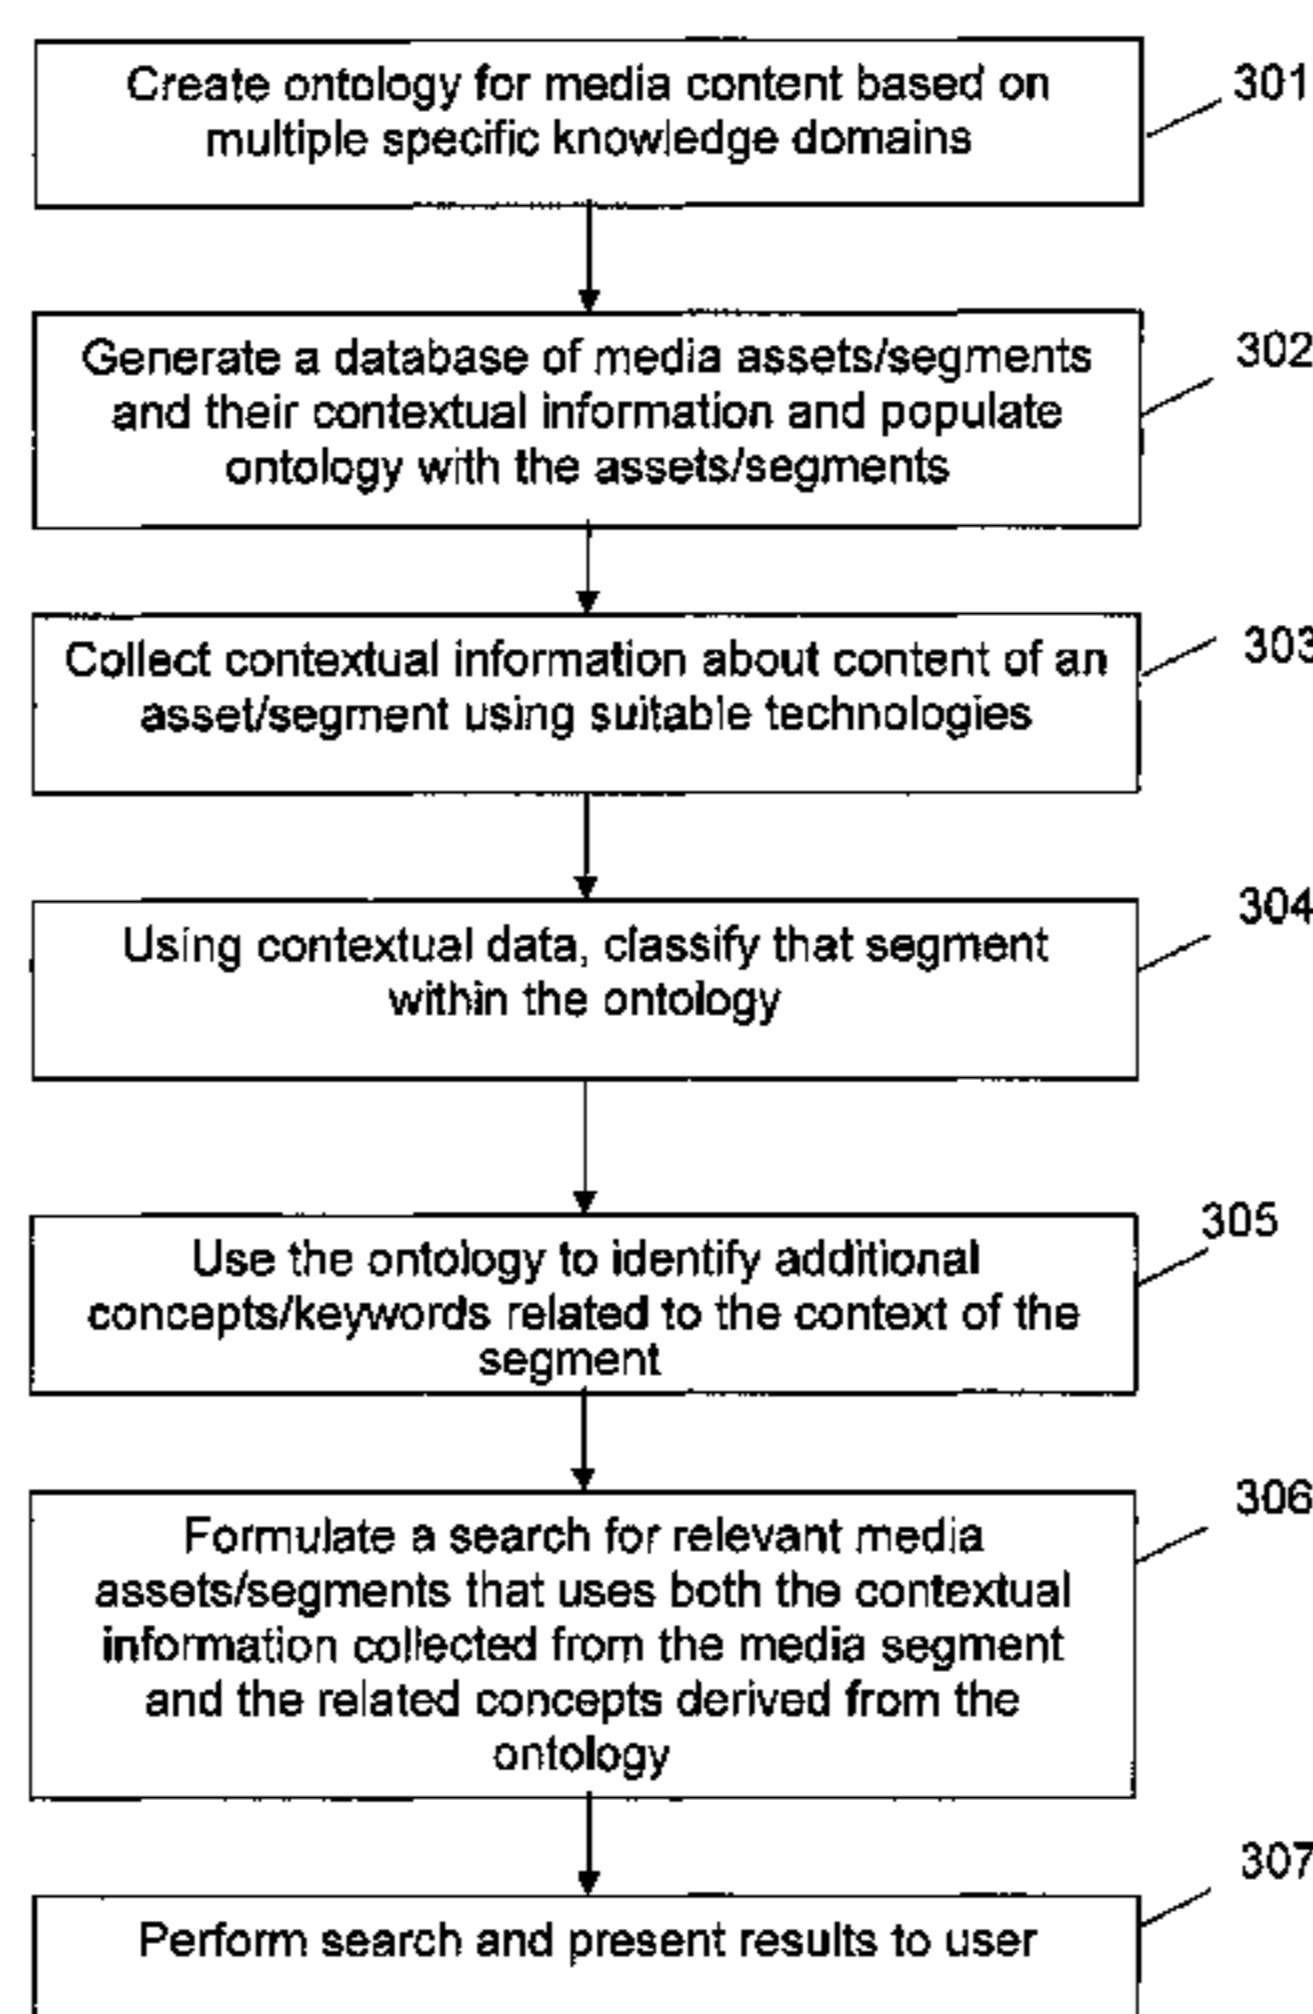 Create ontology for media content based on
multiple specific knowledge domains
301
Generate a database of media assets/segments
and their contextual information and populate
ontology with the assets/segments
302
Collect contextual information about content of an
asset/segment using suitable technologies
303
Using contextual data, classify that segment
within the ontology
304
Use the ontology to identify additional
concepts/keywords related to the context of the
segment
305
Formulate a search for relevant media
assets/segments that uses both the contextual
information collected from the media segment
and the related concepts derived from the
ontology
306
Perform search and present results to user
307